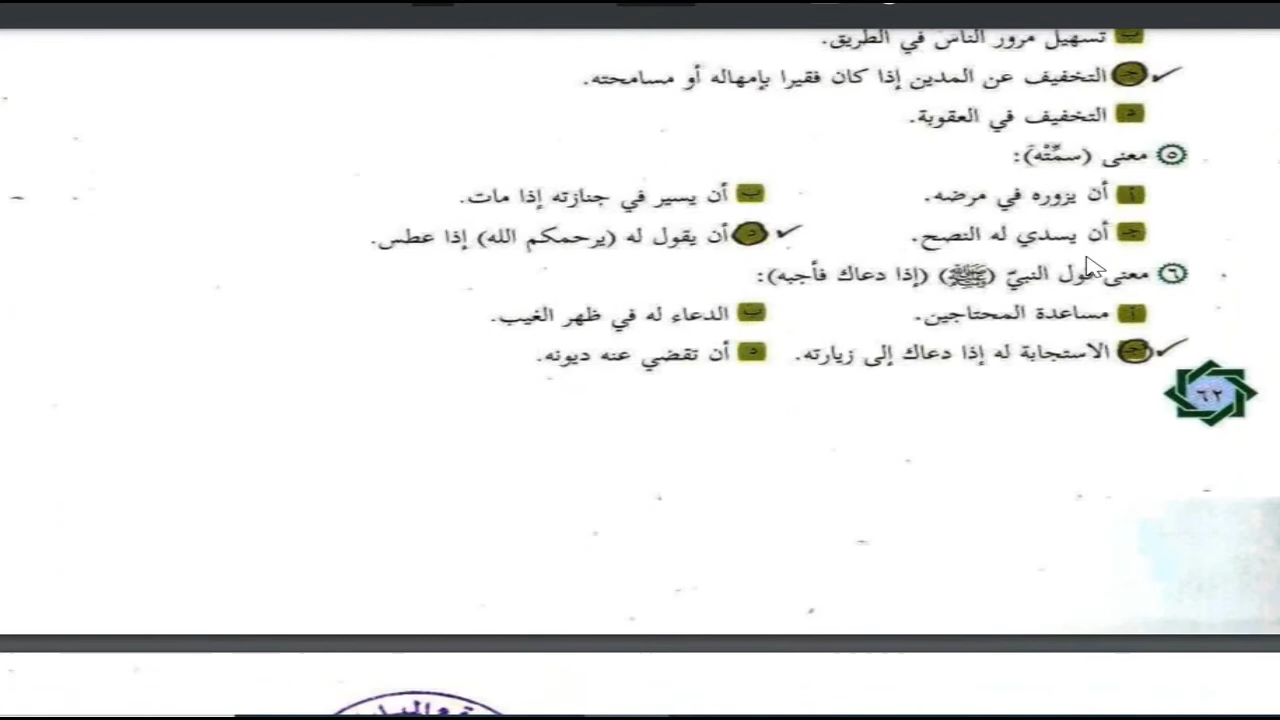 ب تسهيل مرور الناس في الطريق.
ج التخفيف عن المدين إذا كان فقيرا بإمهاله أو مسامحته.
د التخفيف في العقوبة.
٥ معنى (سمِّتْهُ):
أ أن يزوره في مرضه. ب أن يسير في جنازته إذا مات.
ج أن يسدي له النصح. د أن يقول له (يرحمكم الله) إذا عطس.
٦ معنى قول النبيّ (ﷺ) (إذا دعاك فأجبه):
أ مساعدة المحتاجين. ب الدعاء له في ظهر الغيب.
ج الاستجابة له إذا دعاك إلى زيارته. د أن تقضي عنه ديونه.
٦٢